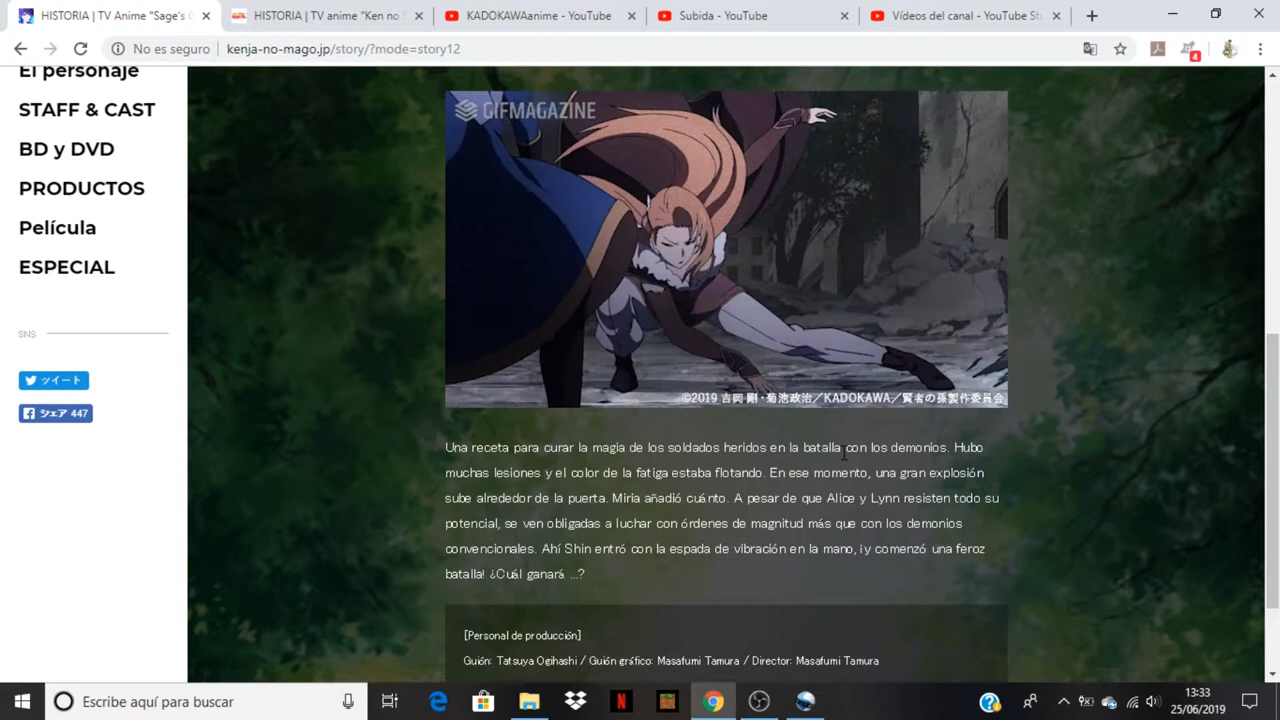 HISTORIA | TV Anime "Sage's G
HISTORIA | TV anime "Ken no S
KADOKAWAanime - YouTube
Subida - YouTube
Vídeos del canal - YouTube Stu
No es seguro
kenja-no-mago.jp/story/?mode=story12
4
El personaje
STAFF & CAST
BD y DVD
PRODUCTOS
Película
ESPECIAL
SNS
ツイート
シェア 447
GIFMAGAZINE
©2019 吉岡 剛・菊池政治／KADOKAWA／賢者の孫製作委員会
Una receta para curar la magia de los soldados heridos en la batalla con los demonios. Hubo
muchas lesiones y el color de la fatiga estaba flotando. En ese momento, una gran explosión
sube alrededor de la puerta. Miria añadió cuánto. A pesar de que Alice y Lynn resisten todo su
potencial, se ven obligadas a luchar con órdenes de magnitud más que con los demonios
convencionales. Ahí Shin entró con la espada de vibración en la mano, ¡y comenzó una feroz
batalla! ¿Cuál ganará ...?
[Personal de producción]
Guión: Tatsuya Ogihashi / Guión gráfico: Masafumi Tamura / Director: Masafumi Tamura
Escribe aquí para buscar
13:33
25/06/2019